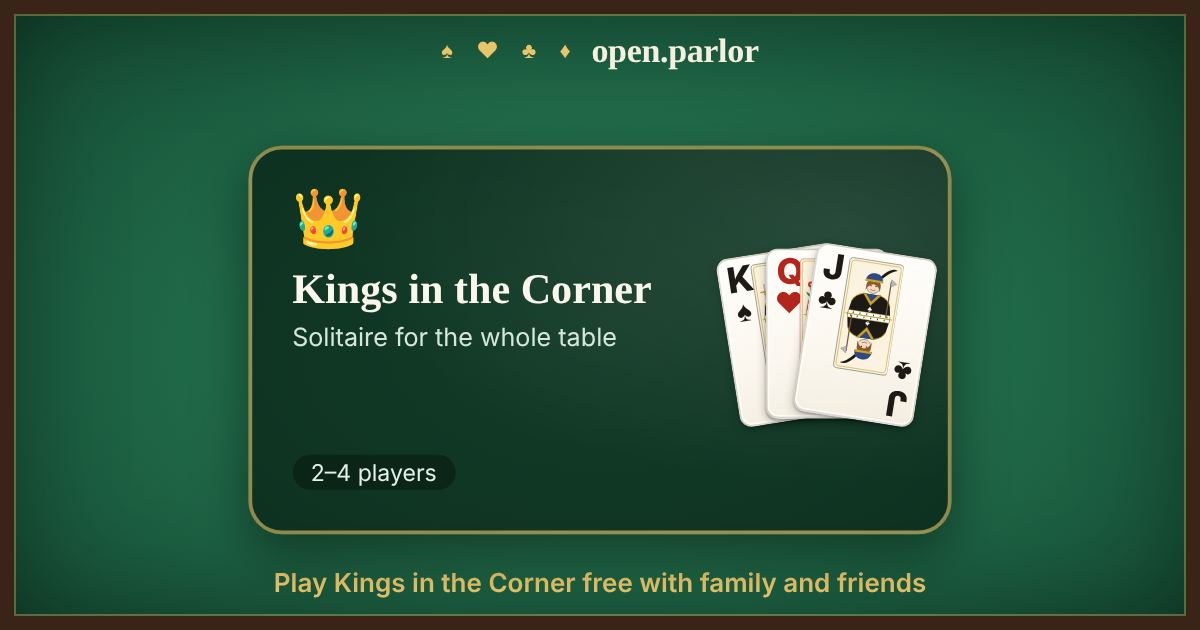 ♠ ♥ ♣ ♦ open.parlor
Kings in the Corner
Solitaire for the whole table
K♠
Q♥
J♣
J♣
2–4 players
Play Kings in the Corner free with family and friends